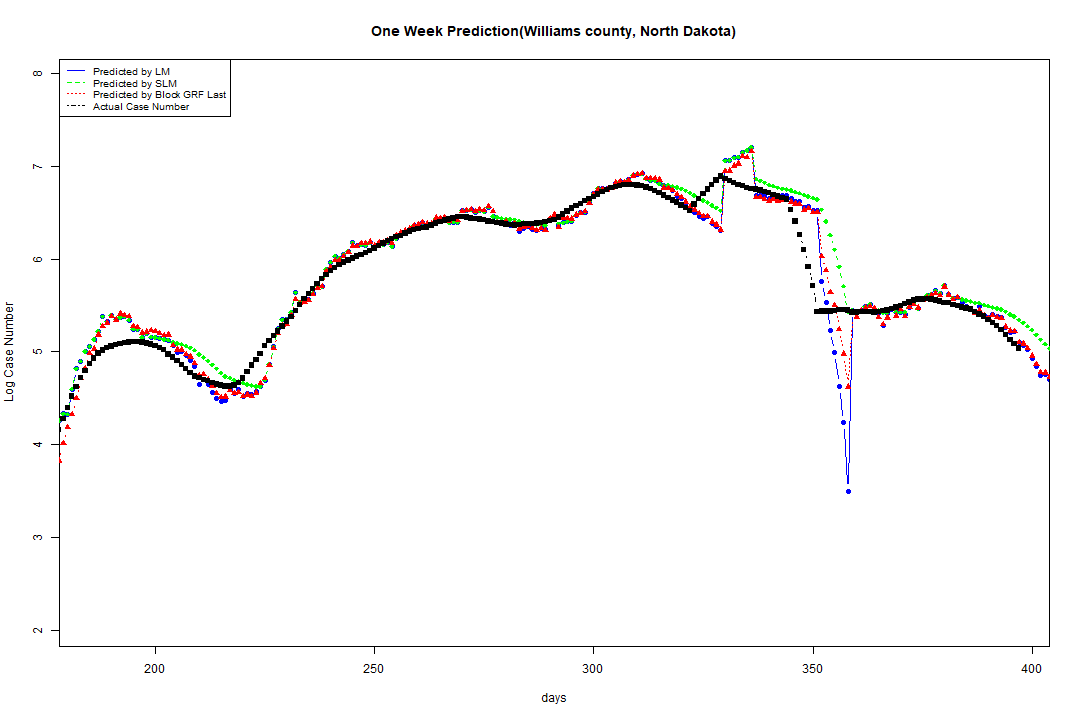 One Week Prediction(Williams county, North Dakota)
Predicted by LM
Predicted by SLM
Predicted by Block GRF Last
Actual Case Number
8
7
6
5
4
3
2
Log Case Number
200 250 300 350 400
days